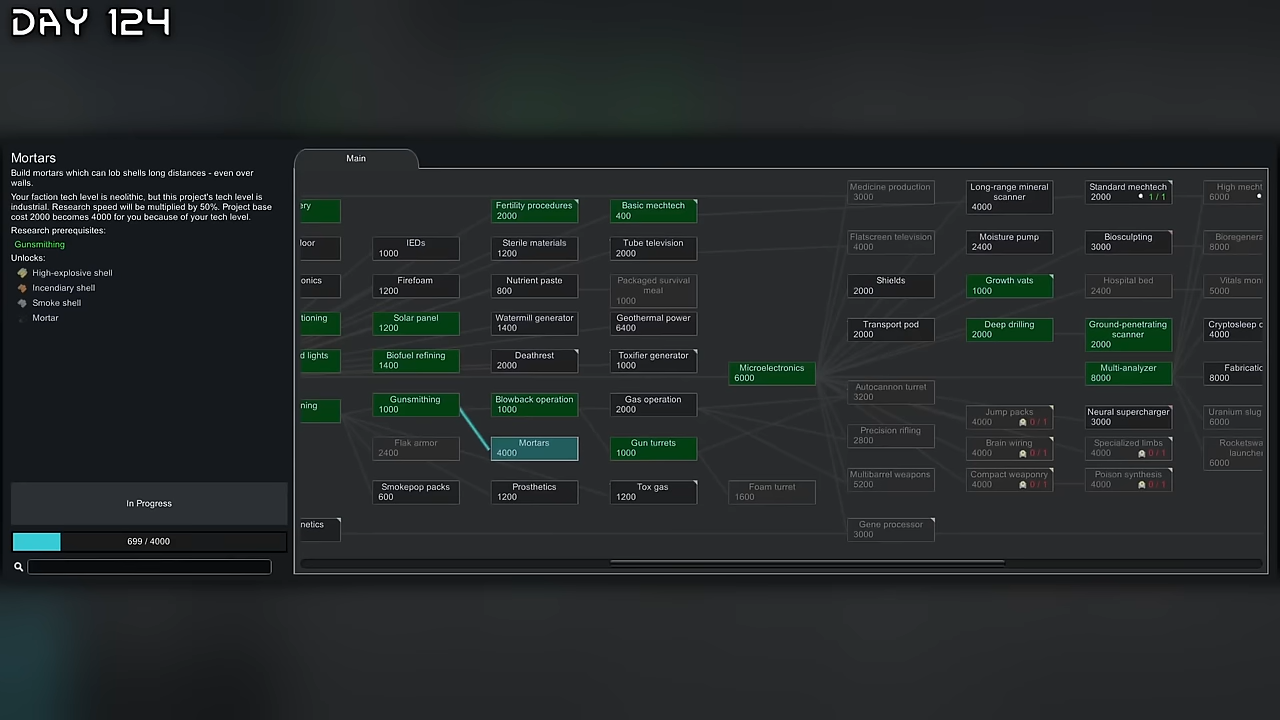 DAY 124
Mortars
Build mortars which can lob shells long distances - even over
walls.
Your faction tech level is neolithic, but this project's tech level is
industrial. Research speed will be multiplied by 50%. Project base
cost 2000 becomes 4000 for you because of your tech level.
Research prerequisites:
Gunsmithing
Unlocks:
High-explosive shell
Incendiary shell
Smoke shell
Mortar
In Progress
699 / 4000
Main
ery
loor
onics
tioning
d lights
ning
netics
IEDs
1000
Firefoam
1200
Solar panel
1200
Biofuel refining
1400
Gunsmithing
1000
Flak armor
2400
Smokepop packs
600
Fertility procedures
2000
Sterile materials
1200
Nutrient paste
800
Watermill generator
1400
Deathrest
2000
Blowback operation
1000
Mortars
4000
Prosthetics
1200
Basic mechtech
400
Tube television
2000
Packaged survival
meal
1000
Geothermal power
6400
Toxifier generator
1000
Gas operation
2000
Gun turrets
1000
Tox gas
1200
Microelectronics
6000
Foam turret
1600
Medicine production
3000
Flatscreen television
4000
Shields
2000
Transport pod
2000
Autocannon turret
3200
Precision rifling
2800
Multibarrel weapons
5200
Gene processor
3000
Long-range mineral
scanner
4000
Moisture pump
2400
Growth vats
1000
Deep drilling
2000
Jump packs
4000 0 / 1
Brain wiring
4000 0 / 1
Compact weaponry
4000 0 / 1
Standard mechtech
2000 1 / 1
Biosculpting
3000
Hospital bed
2400
Ground-penetrating
scanner
2000
Multi-analyzer
8000
Neural supercharger
3000
Specialized limbs
4000 0 / 1
Poison synthesis
4000 0 / 1
High mecht
6000
Bioregenera
8000
Vitals mon
5000
Cryptosleep c
4000
Fabricatic
8000
Uranium slug
6000
Rocketswa
launche
6000